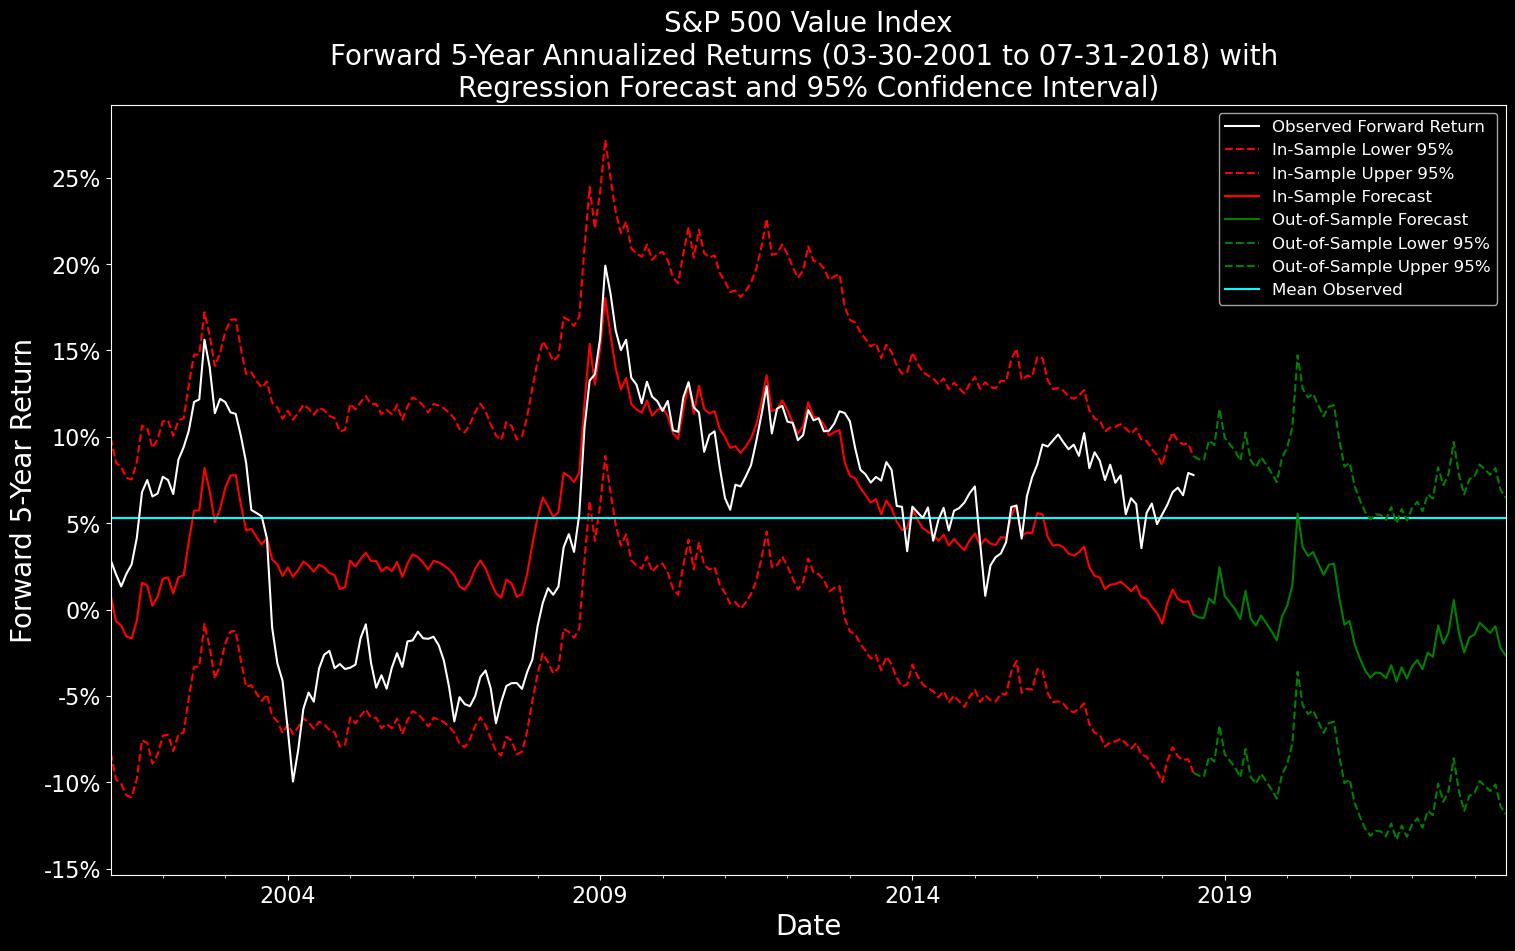 S&P 500 Value Index
Forward 5-Year Annualized Returns (03-30-2001 to 07-31-2018) with
Regression Forecast and 95% Confidence Interval)
Observed Forward Return
In-Sample Lower 95%
In-Sample Upper 95%
In-Sample Forecast
Out-of-Sample Forecast
Out-of-Sample Lower 95%
Out-of-Sample Upper 95%
Mean Observed
Forward 5-Year Return
25%
20%
15%
10%
5%
0%
-5%
-10%
-15%
2004
2009
2014
2019
Date